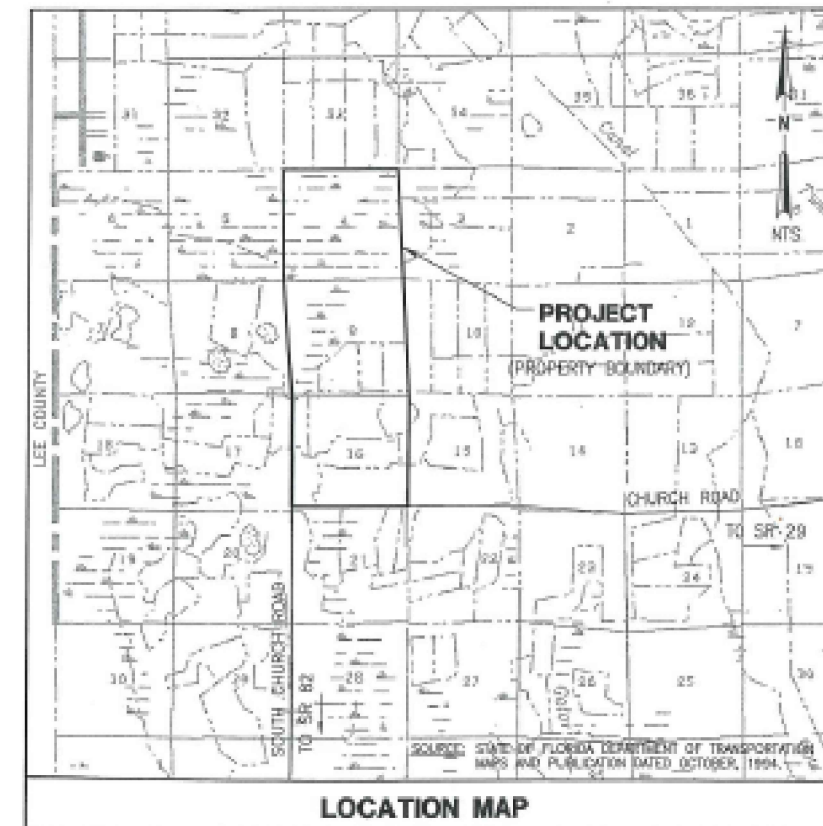 31 32 33 34 35 36 31
Canal
N
6 5 4 3 2 1
NTS
8 9 10 12 7
PROJECT
LOCATION
(PROPERTY BOUNDARY)
LEE COUNTY
18 17 16 15 14 13 18
CHURCH ROAD
TO SR 29
19 20 21 22 23 24 19
SOUTH CHURCH ROAD
TO SR 82
30 29 28 27 26 25 30
SOURCE: STATE OF FLORIDA DEPARTMENT OF TRANSPORTATION
MAPS AND PUBLICATION DATED OCTOBER, 1994.
LOCATION MAP